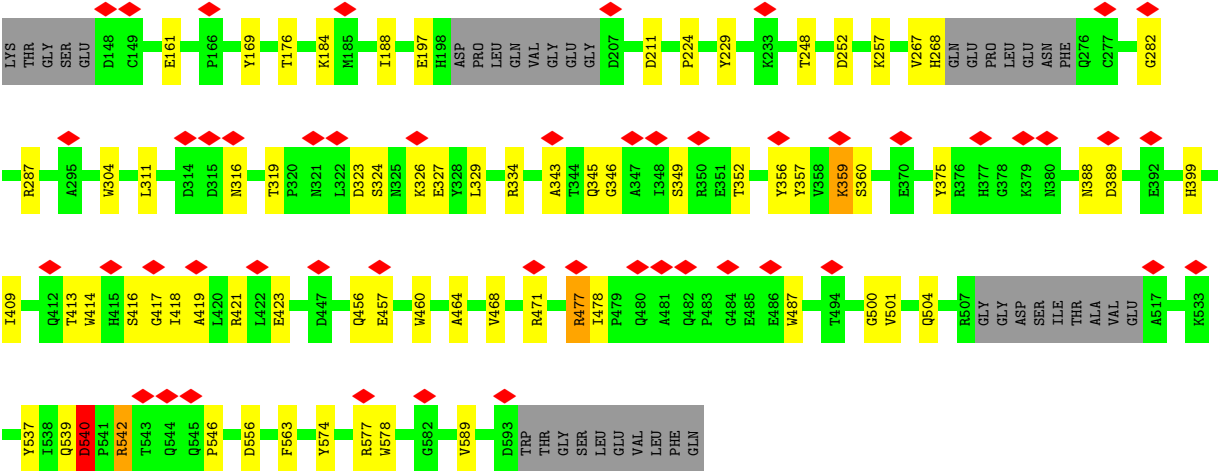 LYS THR GLY SER GLU D148 C149 E161 P166 Y169 T176 K184 M185 I188 E197 H198 ASP PRO LEU GLN VAL GLY GLU GLY D207 D211 P224 Y229 K233 T248 D252 K257 V267 H268 GLN GLU PRO LEU GLU ASN PHE Q276 C277 G282
R287 A295 W304 L311 D314 D315 N316 T319 P320 N321 L322 D323 S324 N325 K326 E327 Y328 L329 R334 A343 T344 Q345 G346 A347 I348 S349 R350 E351 T352 Y356 Y357 V358 K359 S360 E370 Y375 R376 H377 G378 K379 N380 N388 D389 E392 H399
I409 Q412 T413 W414 H415 S416 G417 I418 A419 L420 R421 L422 E423 D447 Q456 E457 W460 A464 V468 R471 R477 I478 P479 Q480 A481 Q482 P483 G484 E485 E486 W487 T494 G500 V501 Q504 R507 GLY GLY ASP SER ILE THR ALA VAL GLU A517 K533
Y537 I538 Q539 D540 P541 R542 T543 Q544 Q545 P546 D556 F563 Y574 R577 W578 G582 V589 D593 TRP THR GLY SER LEU GLU VAL LEU PHE GLN